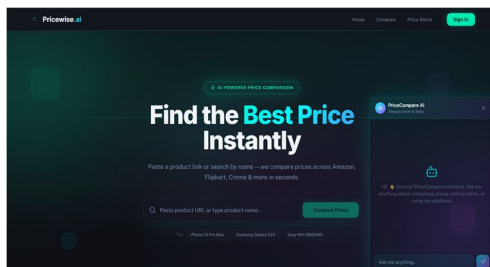 Pricewise.ai
Home
Compare
Price Alerts
Sign In
AI-POWERED PRICE COMPARISON
Find the Best Price
Instantly
Paste a product link or search by name — we compare prices across Amazon,
Flipkart, Croma & more in seconds.
Paste product URL or type product name...
Compare Prices
Try:
iPhone 15 Pro Max
Samsung Galaxy S24
Sony WH-1000XM5
PriceCompare AI
Always here to help
Hi! 👋 I'm your PriceCompare assistant. Ask me
anything about comparing prices, setting alerts, or
using the platform!
Ask me anything...